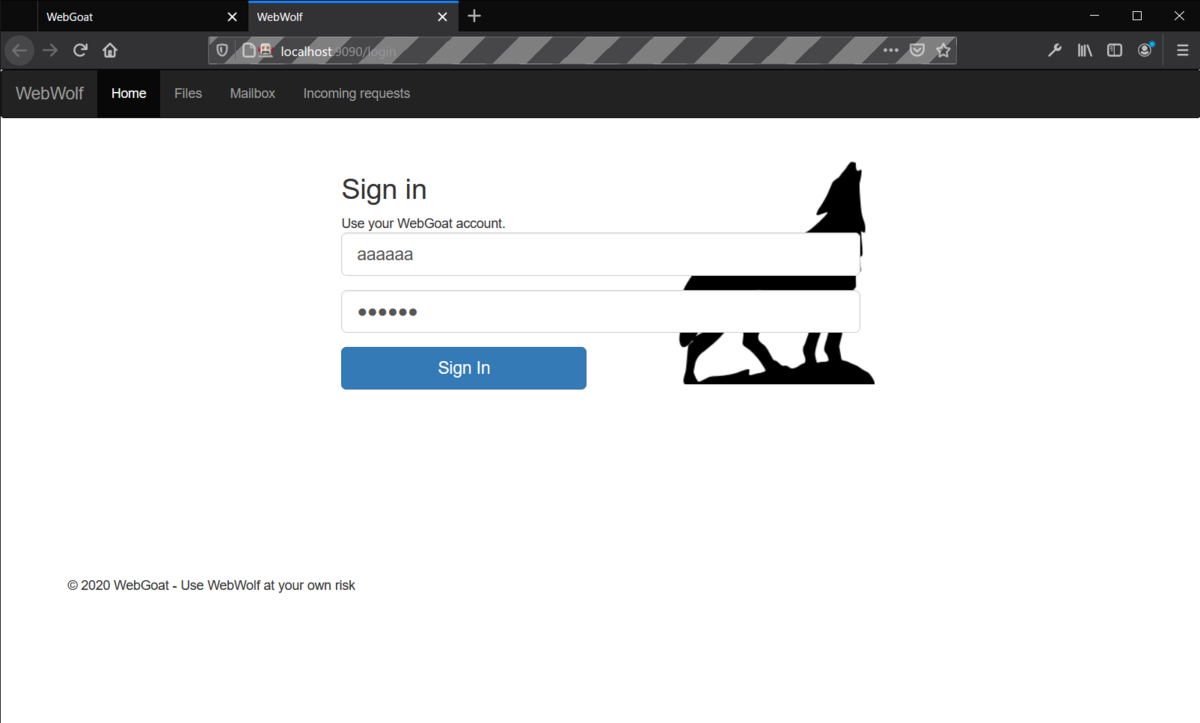 WebGoat WebWolf
localhost:9090/login
WebWolf Home Files Mailbox Incoming requests
Sign in
Use your WebGoat account.
aaaaaa
••••••
Sign In
© 2020 WebGoat - Use WebWolf at your own risk